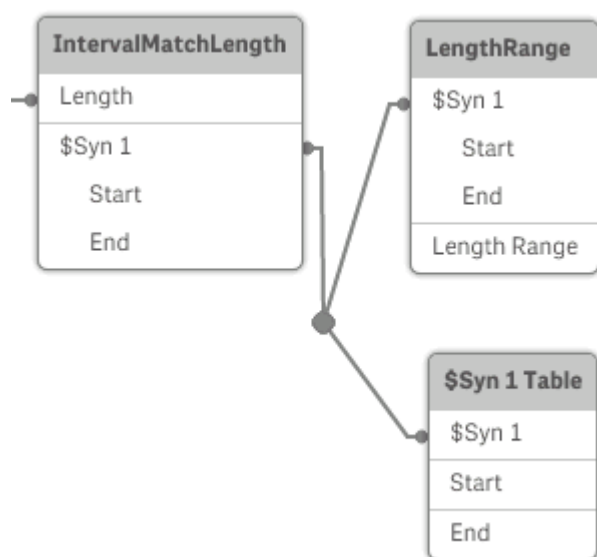 IntervalMatchLength
Length
$Syn 1
Start
End
LengthRange
$Syn 1
Start
End
Length Range
$Syn 1 Table
$Syn 1
Start
End